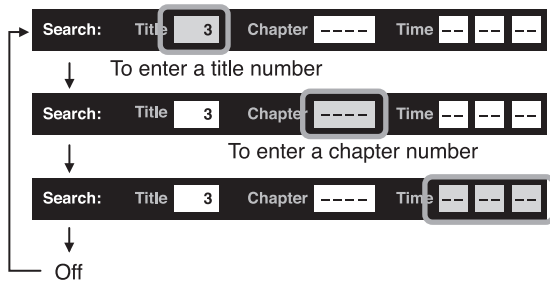 Search: Title 3 Chapter ---- Time -- -- --
To enter a title number
Search: Title 3 Chapter ---- Time -- -- --
To enter a chapter number
Search: Title 3 Chapter ---- Time -- -- --
Off